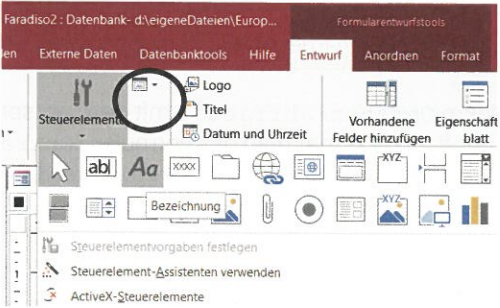 Faradiso2 : Datenbank- d:\eigeneDateien\Europ...
Formularentwurfstools
en Externe Daten Datenbanktools Hilfe Entwurf Anordnen Format
Logo
Titel
Datum und Uhrzeit
Steuerelemente
Vorhandene Felder hinzufügen
Eigenschaft
blatt
ab| Aa xxxx XYZ
XYZ
Bezeichnung
Steuerelementvorgaben festlegen
Steuerelement-Assistenten verwenden
ActiveX-Steuerelemente